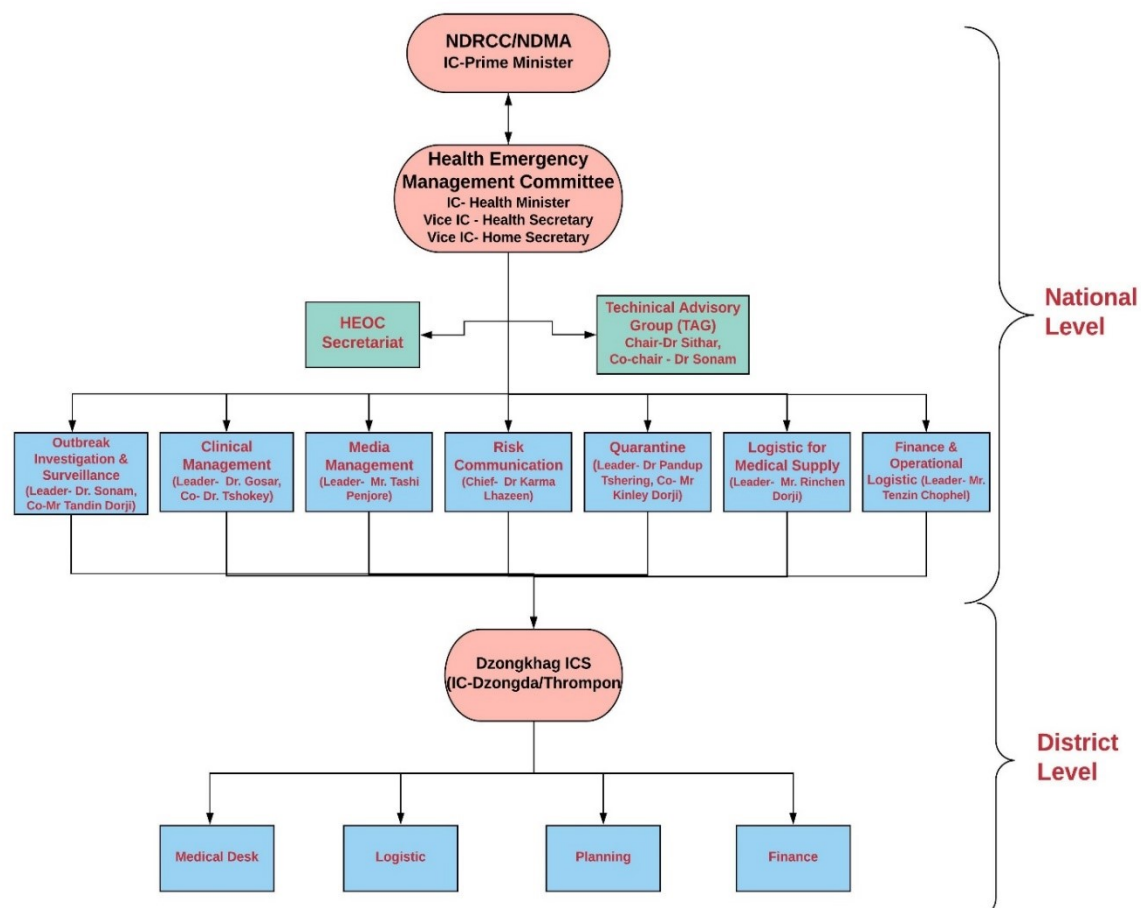 NDRCC/NDMA
IC-Prime Minister
Health Emergency
Management Committee
IC- Health Minister
Vice IC - Health Secretary
Vice IC- Home Secretary
HEOC
Secretariat
Techinical Advisory
Group (TAG)
Chair-Dr Sithar,
Co-chair - Dr Sonam
National
Level
Outbreak
Investigation &
Surveillance
(Leader- Dr. Sonam,
Co-Mr Tandin Dorji)
Clinical
Management
(Leader-  Dr. Gosar,
Co- Dr. Tshokey)
Media
Management
(Leader-  Mr. Tashi
Penjore)
Risk
Communication
(Chief-  Dr Karma
Lhazeen)
Quarantine
(Leader- Dr Pandup
Tshering, Co- Mr
Kinley Dorji)
Logistic for
Medical Supply
(Leader-  Mr. Rinchen
Dorji)
Finance &
Operational
Logistic (Leader- Mr.
Tenzin Chophel)
Dzongkhag ICS
(IC-Dzongda/Thrompon
District
Level
Medical Desk
Logistic
Planning
Finance